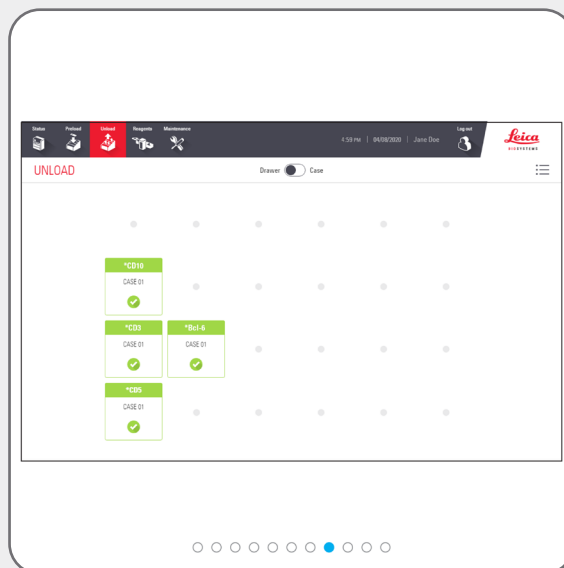 Status Preload Unload Reagents Maintenance
4:59 PM | 04/08/2020 | Jane Doe
Log out
Leica
BIOSYSTEMS
UNLOAD
Drawer Case
*CD10
CASE 01
*CD3 *Bcl-6
CASE 01 CASE 01
*CD5
CASE 01